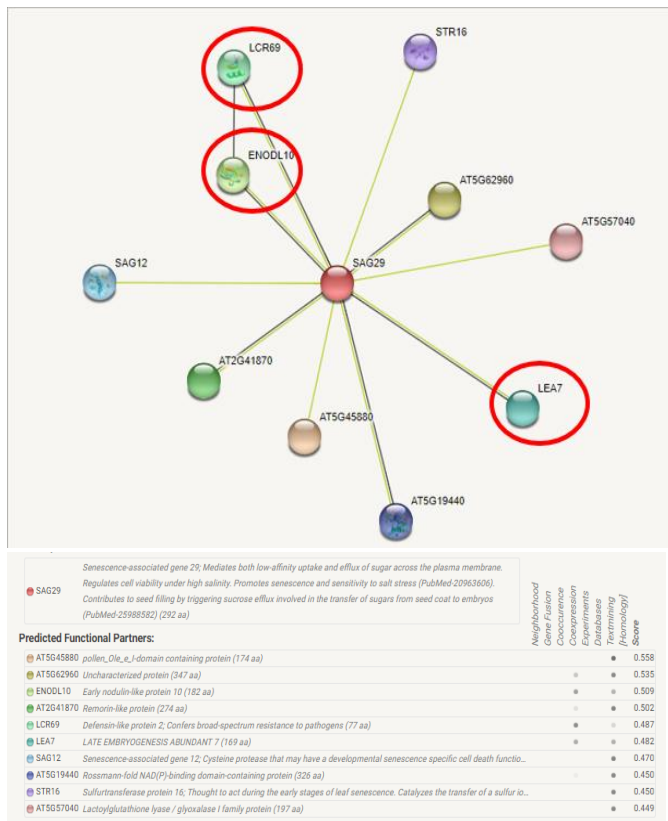 LCR69
STR16
ENODL10
AT5G62960
AT5G57040
SAG29
SAG12
AT2G41870
LEA7
AT5G45880
AT5G19440
SAG29
Senescence-associated gene 29; Mediates both low-affinity uptake and efflux of sugar across the plasma membrane.
Regulates cell viability under high salinity. Promotes senescence and sensitivity to salt stress (PubMed-20963606).
Contributes to seed filling by triggering sucrose efflux involved in the transfer of sugars from seed coat to embryos
(PubMed-25988582) (292 aa)
Neighborhood
Gene Fusion
Cooccurence
Coexpression
Experiments
Databases
Textmining
[Homology]
Score
Predicted Functional Partners:
AT5G45880 pollen_Ole_e_I-domain containing protein (174 aa) 0.558
AT5G62960 Uncharacterized protein (347 aa) 0.535
ENODL10 Early nodulin-like protein 10 (182 aa) 0.509
AT2G41870 Remorin-like protein (274 aa) 0.502
LCR69 Defensin-like protein 2; Confers broad-spectrum resistance to pathogens (77 aa) 0.487
LEA7 LATE EMBRYOGENESIS ABUNDANT 7 (169 aa) 0.482
SAG12 Senescence-associated gene 12; Cysteine protease that may have a developmental senescence specific cell death functio... 0.470
AT5G19440 Rossmann-fold NAD(P)-binding domain-containing protein (326 aa) 0.450
STR16 Sulfurtransferase protein 16; Thought to act during the early stages of leaf senescence. Catalyzes the transfer of a sulfur io... 0.450
AT5G57040 Lactoylglutathione lyase / glyoxalase I family protein (197 aa) 0.449